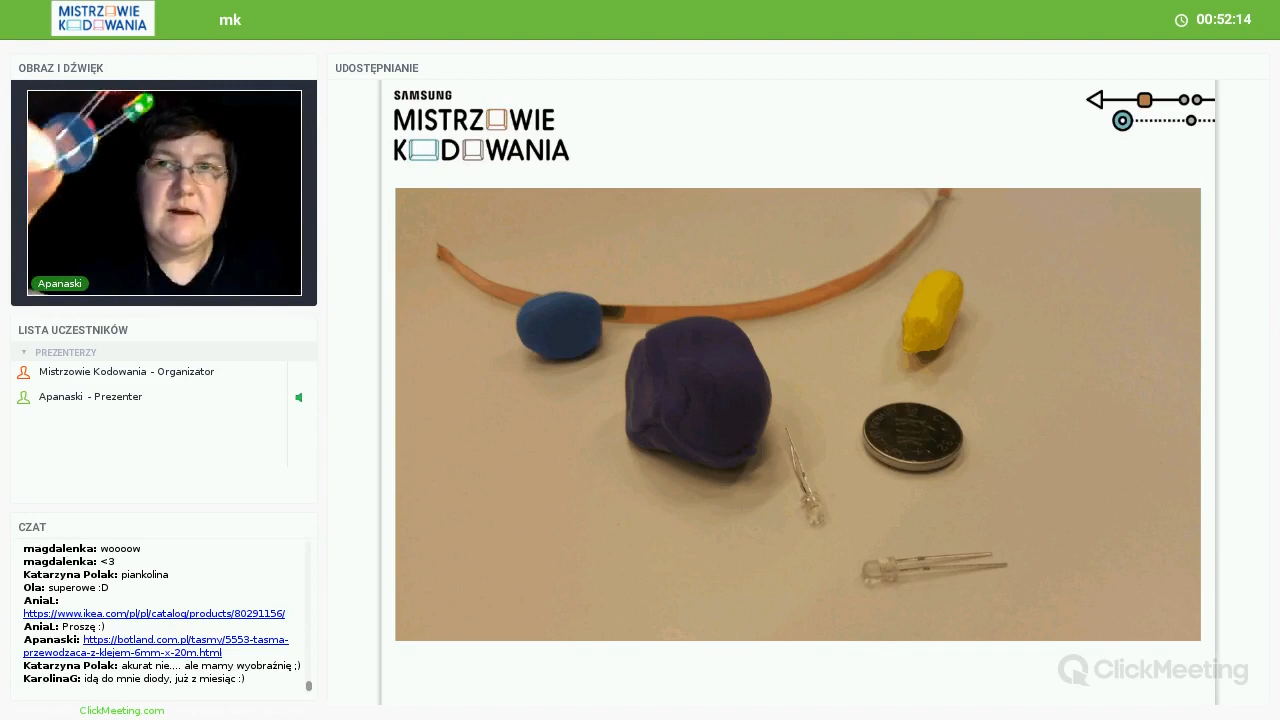 MISTRZOWIE
KODOWANIA
mk
00:52:14
OBRAZ I DŹWIĘK
Apanaski
LISTA UCZESTNIKÓW
PREZENTERZY
Mistrzowie Kodowania - Organizator
Apanaski - Prezenter
CZAT
magdalenka: woooow
magdalenka: <3
Katarzyna Polak: piankolina
Ola: superowe :D
AniaL:
https://www.ikea.com/pl/pl/catalog/products/80291156/
AniaL: Proszę :)
Apanaski: https://botland.com.pl/tasmy/5553-tasma-
przewodzaca-z-klejem-6mm-x-20m.html
Katarzyna Polak: akurat nie.... ale mamy wyobraźnię ;)
KarolinaG: idą do mnie diody, już z miesiąc :)
ClickMeeting.com
UDOSTĘPNIANIE
SAMSUNG
MISTRZOWIE
KODOWANIA
ClickMeeting